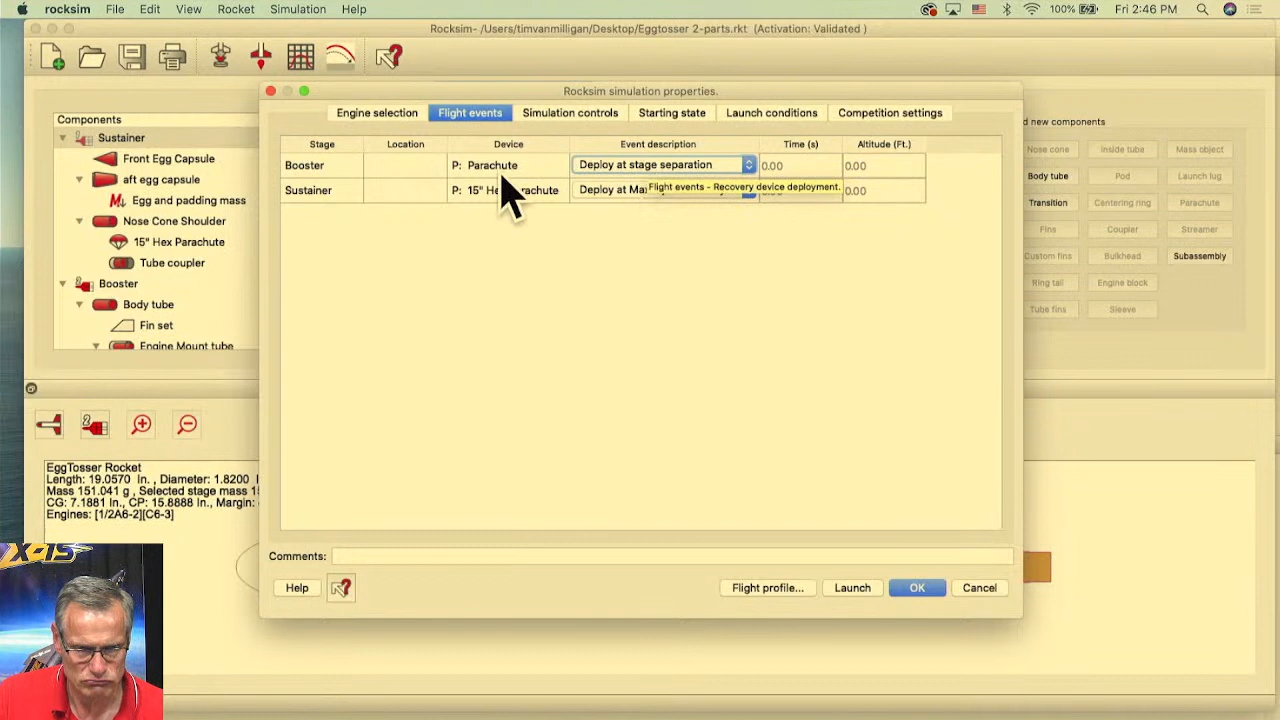 rocksim File Edit View Rocket Simulation Help 100% Fri 2:46 PM
Rocksim- /Users/timvanmilligan/Desktop/Eggtosser 2-parts.rkt (Activation: Validated )
Rocksim simulation properties.
Engine selection Flight events Simulation controls Starting state Launch conditions Competition settings
Components
Sustainer
Front Egg Capsule
aft egg capsule
Egg and padding mass
Nose Cone Shoulder
15" Hex Parachute
Tube coupler
Booster
Body tube
Fin set
Engine Mount tube
Stage Location Device Event description Time (s) Altitude (Ft.)
Booster P: Parachute Deploy at stage separation 0.00 0.00
Sustainer P: 15" He rachute Deploy at Ma 0.00
Flight events - Recovery device deployment.
d new components
Nose cone Inside tube Mass object
Body tube Pod Launch lug
Transition Centering ring Parachute
Fins Coupler Streamer
Custom fins Bulkhead Subassembly
Ring tail Engine block
Tube fins Sleeve
EggTosser Rocket
Length: 19.0570 In. , Diameter: 1.8200
Mass 151.041 g , Selected stage mass 15
CG: 7.1881 In., CP: 15.8888 In., Margin:
Engines: [1/2A6-2][C6-3]
Comments:
Help Flight profile... Launch OK Cancel
X-15